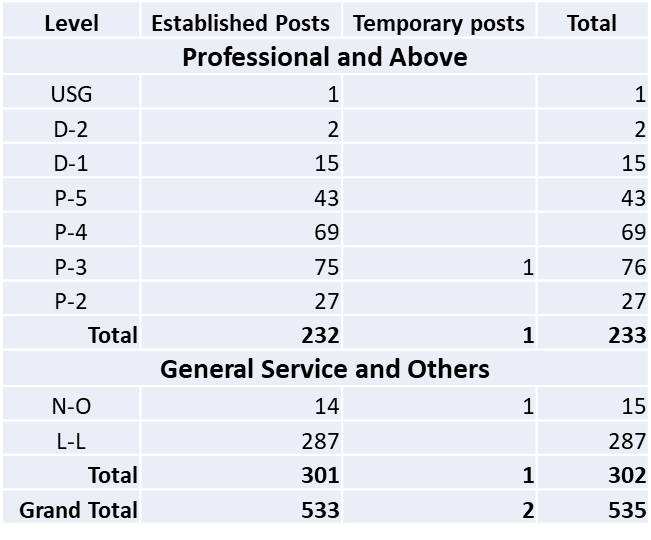 Level Established Posts Temporary posts Total
Professional and Above
USG 1 1
D-2 2 2
D-1 15 15
P-5 43 43
P-4 69 69
P-3 75 1 76
P-2 27 27
Total 232 1 233
General Service and Others
N-O 14 1 15
L-L 287 287
Total 301 1 302
Grand Total 533 2 535